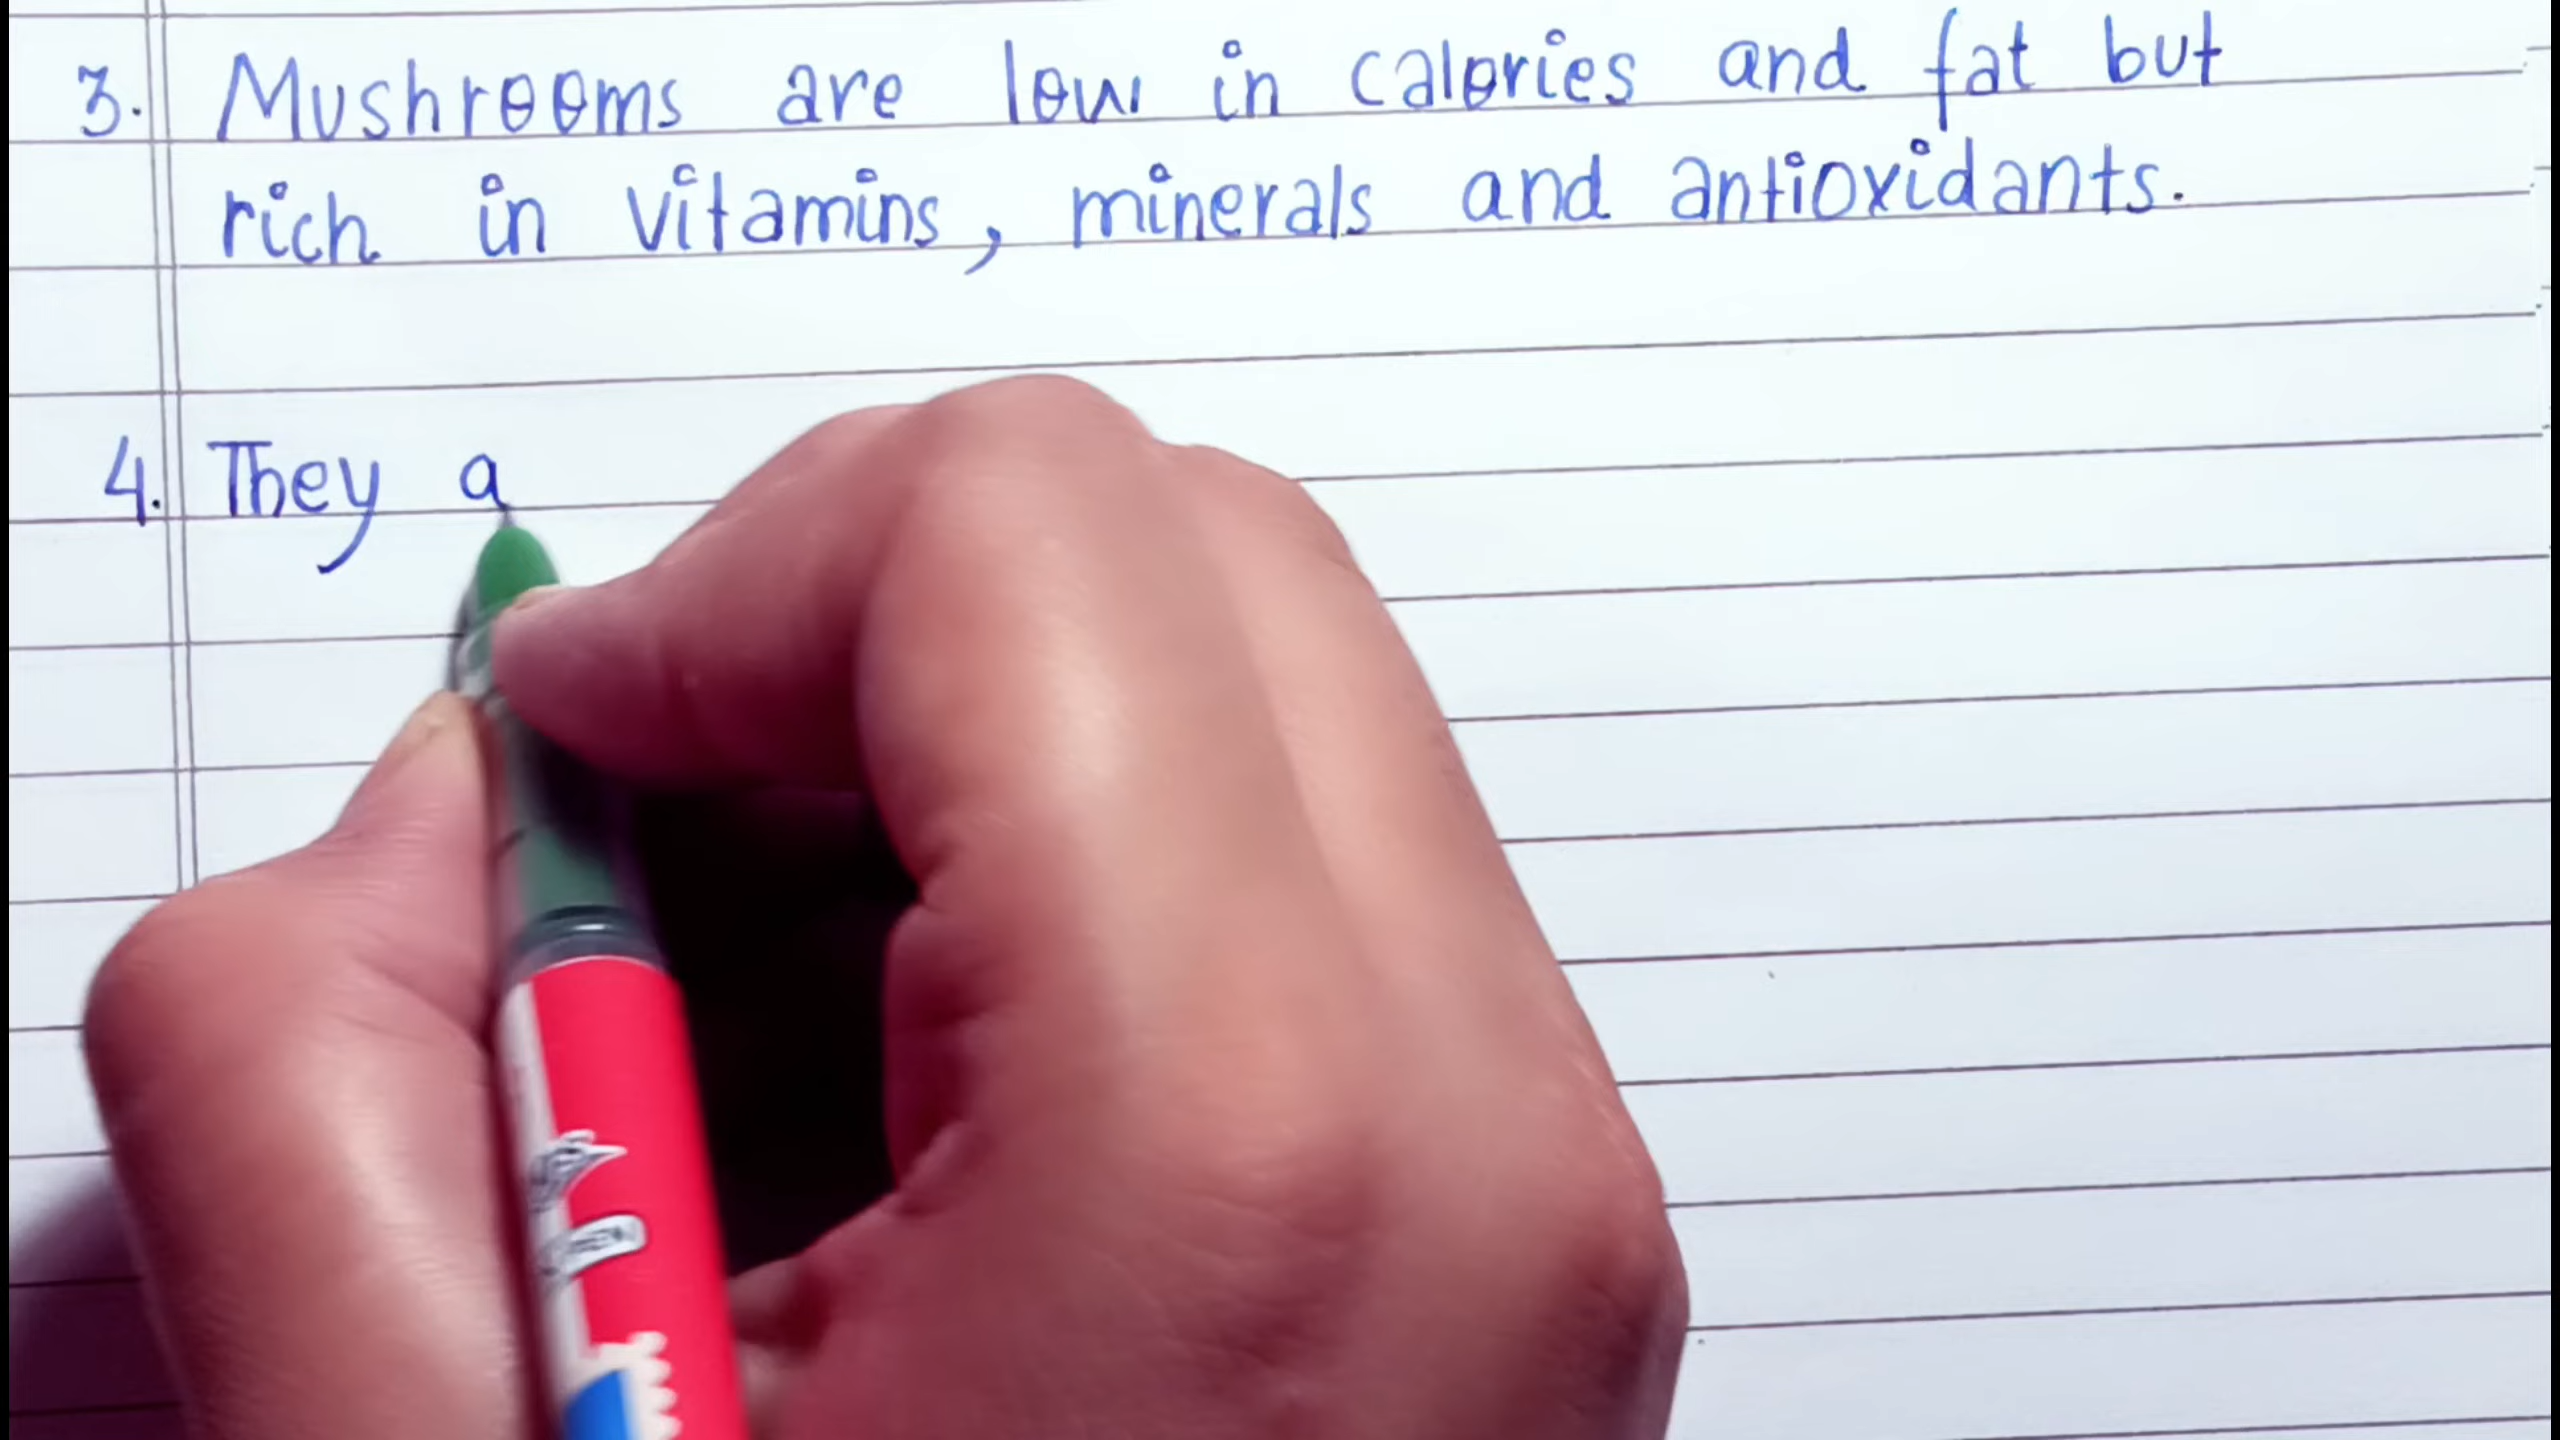 3. Mushrooms are low in calories and fat but
rich in vitamins, minerals and antioxidants.
4. They a